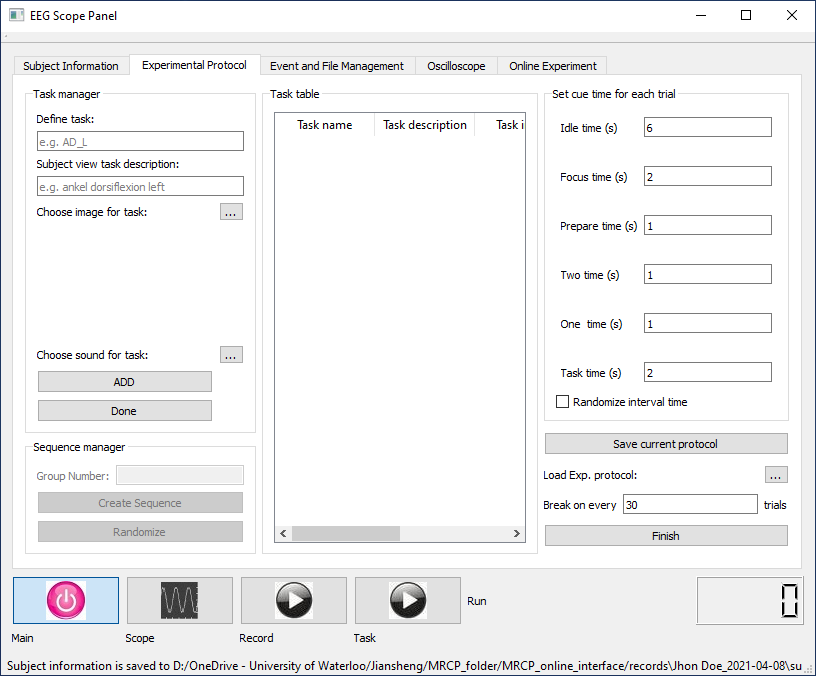 EEG Scope Panel
Subject Information
Experimental Protocol
Event and File Management
Oscilloscope
Online Experiment
Task manager
Define task:
e.g. AD_L
Subject view task description:
e.g. ankel dorsiflexion left
Choose image for task:
...
Choose sound for task:
...
ADD
Done
Sequence manager
Group Number:
Create Sequence
Randomize
Task table
Task name
Task description
Task i
Set cue time for each trial
Idle time (s)
6
Focus time (s)
2
Prepare time (s)
1
Two time (s)
1
One  time (s)
1
Task time (s)
2
Randomize interval time
Save current protocol
Load Exp. protocol:
...
Break on every
30
trials
Finish
Run
0
Main
Scope
Record
Task
Subject information is saved to D:/OneDrive - University of Waterloo/Jiansheng/MRCP_folder/MRCP_online_interface/records\Jhon Doe_2021-04-08\su